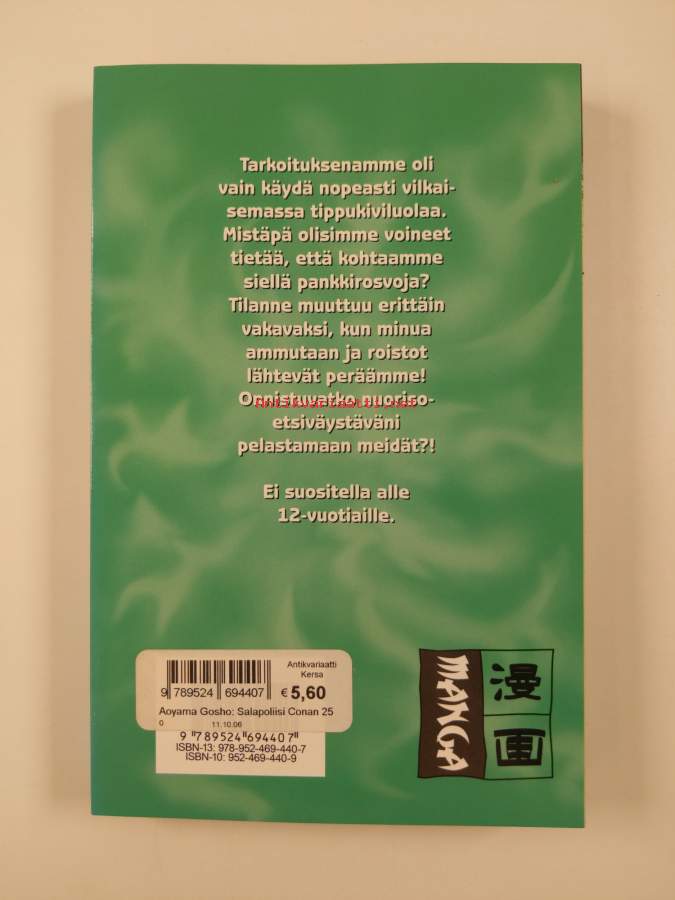 Tarkoituksenamme oli
vain käydä nopeasti vilkai-
semassa tippukiviluolaa.
Mistäpä olisimme voineet
tietää, että kohtaamme
siellä pankkirosvoja?
Tilanne muuttuu erittäin
vakavaksi, kun minua
ammutaan ja roistot
lähtevät peräämme!
Onnistuvatko nuoriso-
Antikvariaatti.net
etsiväystäväni
pelastamaan meidät?!
Ei suositella alle
12-vuotiaille.
Antikvariaatti
Kersa
9 789524 694407 € 5,60
Aoyama Gosho: Salapoliisi Conan 25
0 11.10.06
9 "789524"694407"
ISBN-13: 978-952-469-440-7
ISBN-10: 952-469-440-9
MANGA
漫
画